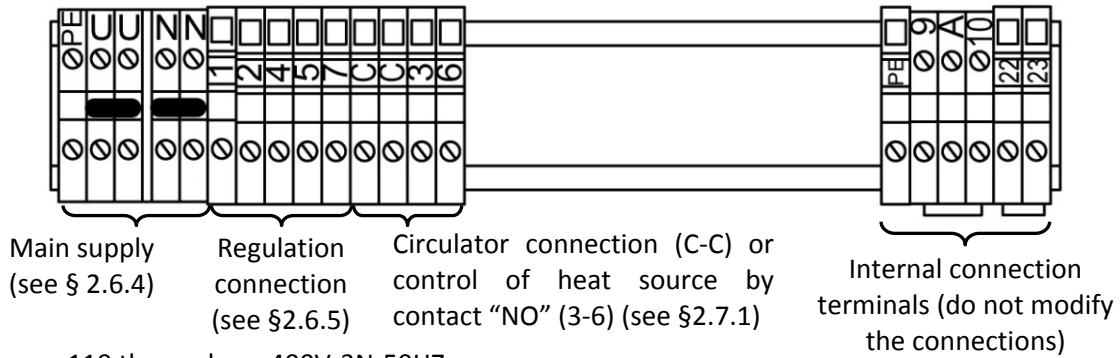 PE U U N N 1 2 4 5 7 C C 3 6 PE 9 A 10 22 23
Main supply
(see § 2.6.4)
Regulation
connection
(see §2.6.5)
Circulator connection (C-C) or
control of heat source by
contact “NO” (3-6) (see §2.7.1)
Internal connection
terminals (do not modify
the connections)